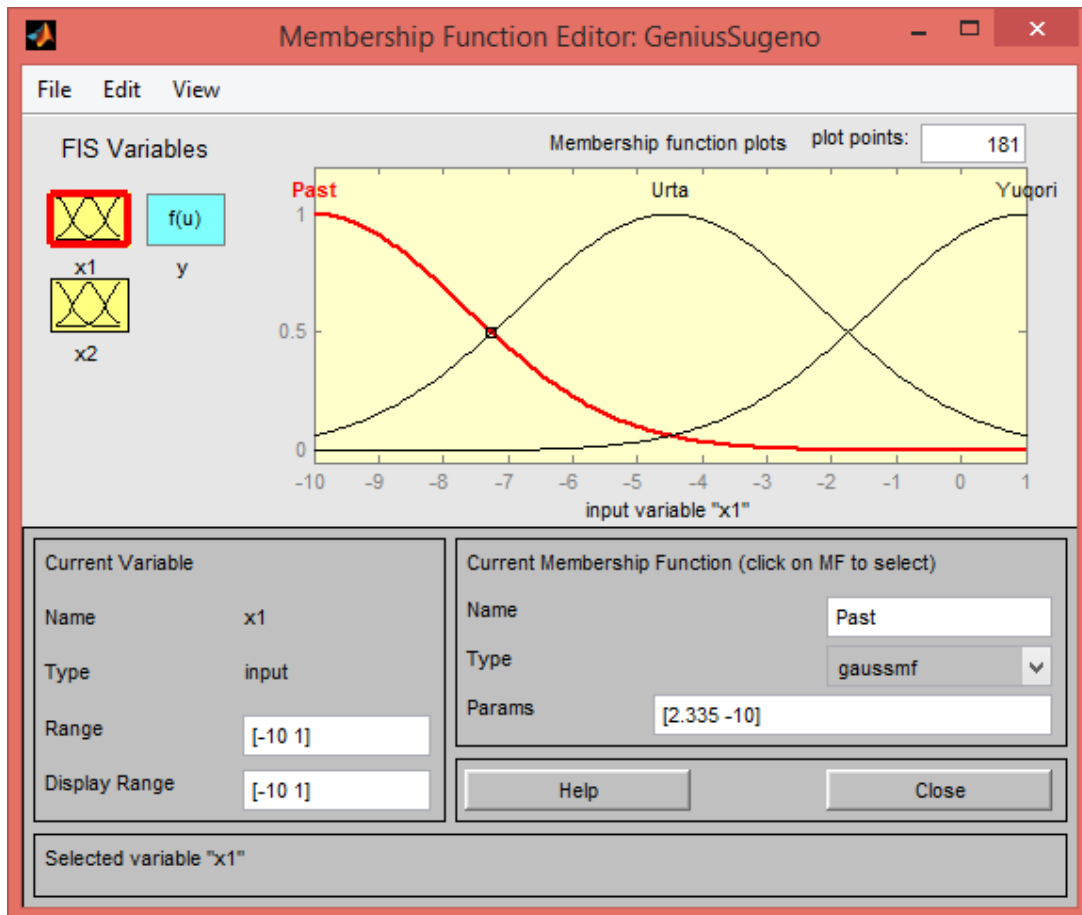 Membership Function Editor: GeniusSugeno
File Edit View
FIS Variables
f(u)
x1
y
x2
Membership function plots plot points: 181
Past Urta Yuqori
1
0.5
0
-10 -9 -8 -7 -6 -5 -4 -3 -2 -1 0 1
input variable "x1"
Current Variable
Name x1
Type input
Range [-10 1]
Display Range [-10 1]
Current Membership Function (click on MF to select)
Name Past
Type gaussmf
Params [2.335 -10]
Help Close
Selected variable "x1"